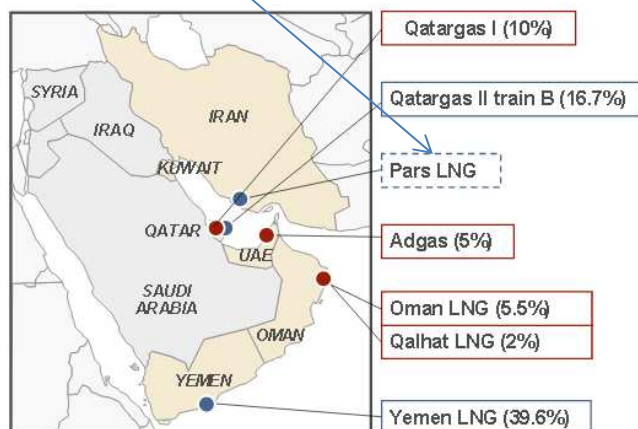 Qatargas I (10%)
Qatargas II train B (16.7%)
Pars LNG
Adgas (5%)
Oman LNG (5.5%)
Qalhat LNG (2%)
Yemen LNG (39.6%)
SYRIA
IRAQ
IRAN
KUWAIT
QATAR
UAE
SAUDI
ARABIA
OMAN
YEMEN